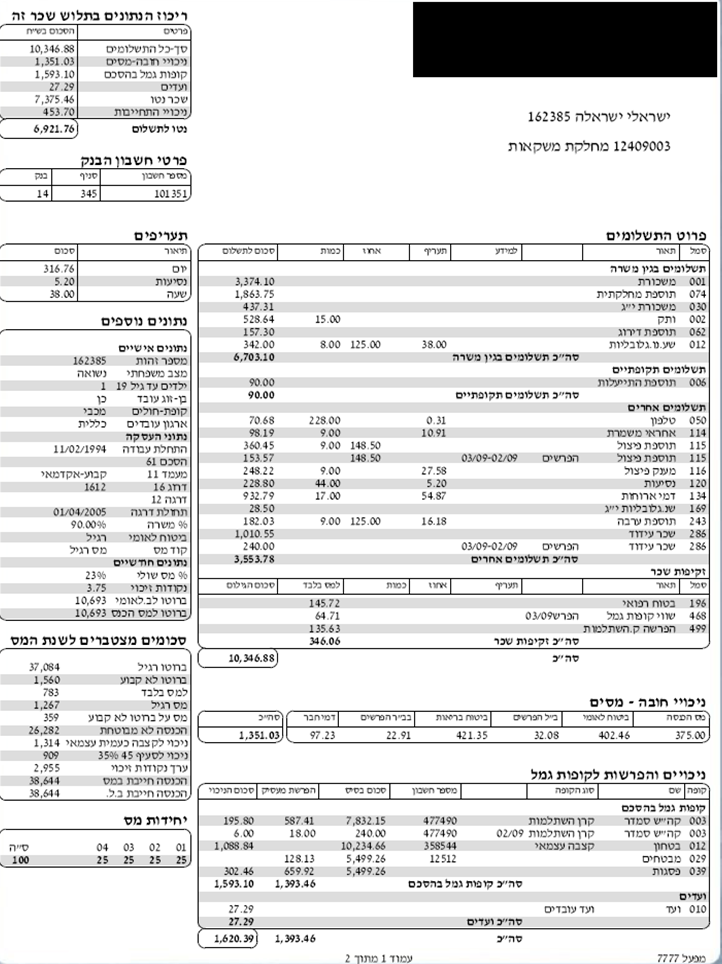 ריכוז הנתונים בתלוש שכר זה
פרטים הסכום בש״ח
סך-כל התשלומים 10,346.88
ניכויי חובה-מסים 1,351.03
קופות גמל בהסכם 1,593.10
ועדים 27.29
שכר נטו 7,375.46
ניכויי התחייבות 453.70
נטו לתשלום 6,921.76
ישראלי ישראלה 162385
12409003 מחלקת משקאות
פרטי חשבון הבנק
מספר חשבון סניף בנק
101351 345 14
תעריפים
תיאור סכום
יום 316.76
נסיעות 5.20
שעה 38.00
נתונים נוספים
נתונים אישיים
מספר זהות 162385
מצב משפחתי נשואה
ילדים עד גיל 19 1
בן-זוג עובד כן
קופת-חולים מכבי
ארגון עובדים כללית
נתוני העסקה
התחלת עבודה 11/02/1994
הסכם 61
מעמד 11 קבוע-אקדמאי
דרוג 16 1612
דרגה 12
תחולת דרגה 01/04/2005
% משרה 90.00%
ביטוח לאומי רגיל
קוד מס מס רגיל
נתונים חודשיים
% מס שולי 23%
נקודות זיכוי 3.75
ברוטו לב.לאומי 10,693
ברוטו למס הכנס 10,693
סכומים מצטברים לשנת המס
ברוטו רגיל 37,084
ברוטו לא קבוע 1,560
למס בלבד 783
מס רגיל 1,267
מס על ברוטו לא קבוע 359
הכנסה לא מבוטחת 26,282
ניכוי לקצבה כעמית עצמאי 1,314
ניכוי לסעיף 45 35% 909
ערך נקודות זיכוי 2,955
הכנסה חייבת במס 38,644
הכנסה חייבת ב.ל. 38,644
יחידות מס
01 02 03 04 ס״ה
25 25 25 25 100
פרוט התשלומים
סמל תאור למידע תעריף אחוז כמות סכום לתשלום
תשלומים בגין משרה
001 משכורת 3,374.10
074 תוספת מחלקתית 1,863.75
030 משכורת י״ג 437.31
002 ותק 15.00 528.64
062 תוספת דירוג 157.30
012 שע.נו.גלובליות 38.00 125.00 8.00 342.00
סה״כ תשלומים בגין משרה 6,703.10
תשלומים תקופתיים
006 תוספת התייעלות 90.00
סה״כ תשלומים תקופתיים 90.00
תשלומים אחרים
050 טלפון 0.31 228.00 70.68
114 אחראי משמרת 10.91 9.00 98.19
115 תוספת פיצול 148.50 9.00 360.45
115 תוספת פיצול הפרשים 03/09-02/09 148.50 153.57
116 מענק פיצול 27.58 9.00 248.22
120 נסיעות 5.20 44.00 228.80
134 דמי ארוחות 54.87 17.00 932.79
169 שנ.גלובליות י״ג 28.50
243 תוספת ערבה 16.18 125.00 9.00 182.03
286 שכר עידוד 1,010.55
286 שכר עידוד הפרשים 03/09-02/09 240.00
סה״כ תשלומים אחרים 3,553.78
זקיפות שכר
סמל תאור תעריף אחוז כמות למס בלבד סכום הגילום
196 בטוח רפואי 145.72
468 שווי קופות גמל הפרש03/09 64.71
499 הפרשה ק.השתלמות 135.63
סה״כ זקיפות שכר 346.06
סה״כ 10,346.88
ניכויי חובה - מסים
מס הכנסה ביטוח לאומי ב״ל הפרשים ביטוח בריאות בב״ר הפרשים דמי חבר סה״כ
375.00 402.46 32.08 421.35 22.91 97.23 1,351.03
ניכויים והפרשות לקופות גמל
קופה שם סוג הקופה מספר חשבון סכום בסיס הפרשת מעסיק סכום הניכוי
קופות גמל בהסכם
003 קה״ש סמדר קרן השתלמות 477490 7,832.15 587.41 195.80
003 קה״ש סמדר קרן השתלמות 02/09 477490 240.00 18.00 6.00
012 בטחון קצבה עצמאי 358544 10,234.66 1,088.84
029 מבטחים 12512 5,499.26 128.13
039 פסגות 5,499.26 659.92 302.46
סה״כ קופות גמל בהסכם 1,393.46 1,593.10
ועדים
010 ועד ועד עובדים 27.29
סה״כ ועדים 27.29
סה״כ 1,393.46 1,620.39
מפעל 7777 עמוד 1 מתוך 2